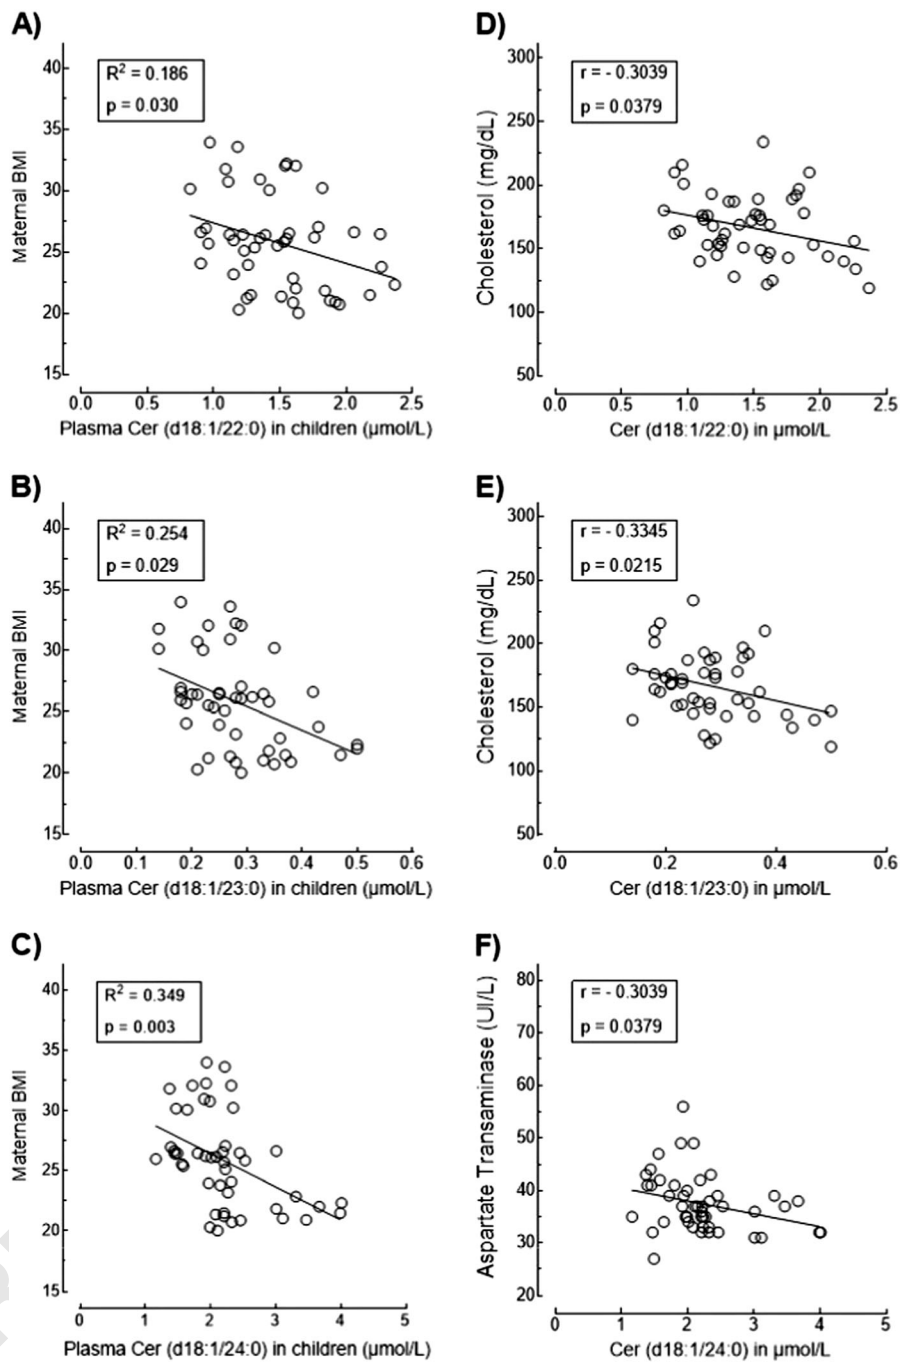 A)
R² = 0.186
p = 0.030
Maternal BMI
40
35
30
25
20
15
0.0 0.5 1.0 1.5 2.0 2.5
Plasma Cer (d18:1/22:0) in children (µmol/L)
D)
r = - 0.3039
p = 0.0379
Cholesterol (mg/dL)
300
250
200
150
100
50
0.0 0.5 1.0 1.5 2.0 2.5
Cer (d18:1/22:0) in µmol/L
B)
R² = 0.254
p = 0.029
Maternal BMI
40
35
30
25
20
15
0.0 0.1 0.2 0.3 0.4 0.5 0.6
Plasma Cer (d18:1/23:0) in children (µmol/L)
E)
r = - 0.3345
p = 0.0215
Cholesterol (mg/dL)
300
250
200
150
100
50
0.0 0.2 0.4 0.6
Cer (d18:1/23:0) in µmol/L
C)
R² = 0.349
p = 0.003
Maternal BMI
40
35
30
25
20
15
0 1 2 3 4 5
Plasma Cer (d18:1/24:0) in children (µmol/L)
F)
r = - 0.3039
p = 0.0379
Aspartate Transaminase (UI/L)
80
70
60
50
40
30
20
0 1 2 3 4 5
Cer (d18:1/24:0) in µmol/L